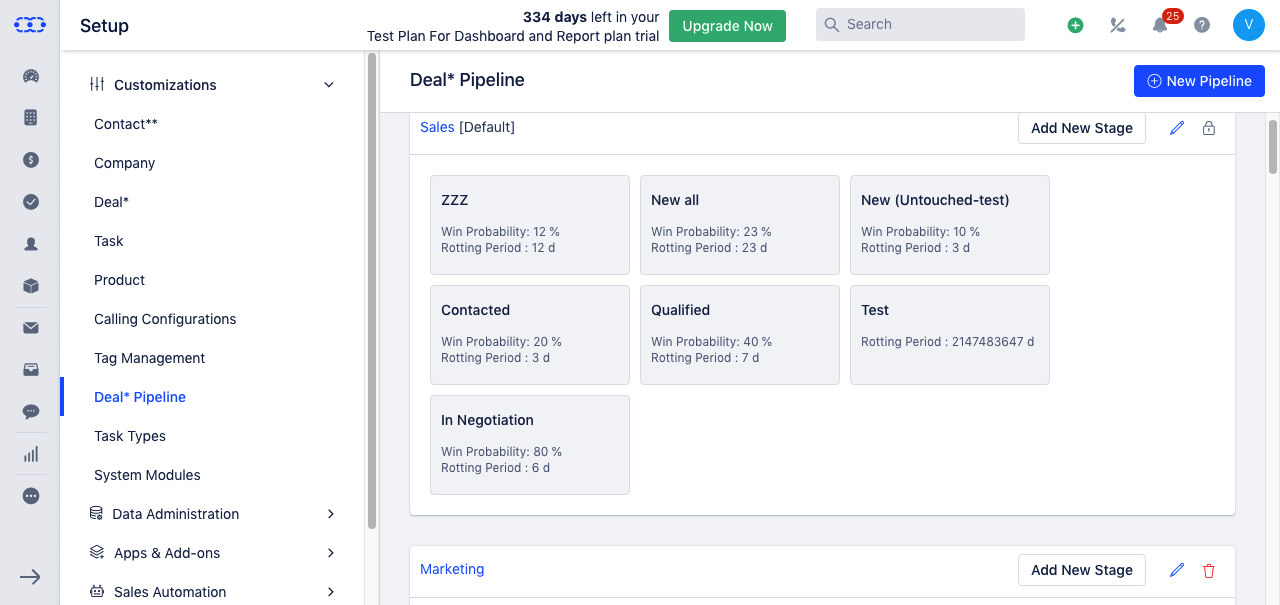 Setup
334 days left in your
Test Plan For Dashboard and Report plan trial
Upgrade Now
Search
25
V
Customizations
Contact**
Company
Deal*
Task
Product
Calling Configurations
Tag Management
Deal* Pipeline
Task Types
System Modules
Data Administration
Apps & Add-ons
Sales Automation
Deal* Pipeline
New Pipeline
Sales [Default]
Add New Stage
ZZZ
Win Probability: 12 %
Rotting Period : 12 d
New all
Win Probability: 23 %
Rotting Period : 23 d
New (Untouched-test)
Win Probability: 10 %
Rotting Period : 3 d
Contacted
Win Probability: 20 %
Rotting Period : 3 d
Qualified
Win Probability: 40 %
Rotting Period : 7 d
Test
Rotting Period : 2147483647 d
In Negotiation
Win Probability: 80 %
Rotting Period : 6 d
Marketing
Add New Stage